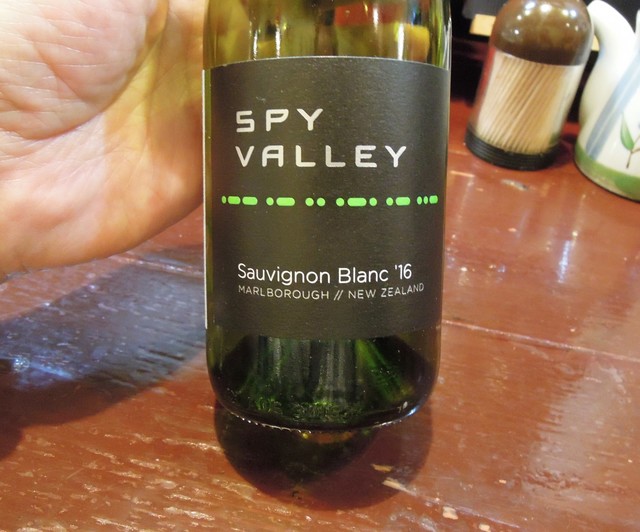 SPY
VALLEY
Sauvignon Blanc '16
MARLBOROUGH // NEW ZEALAND